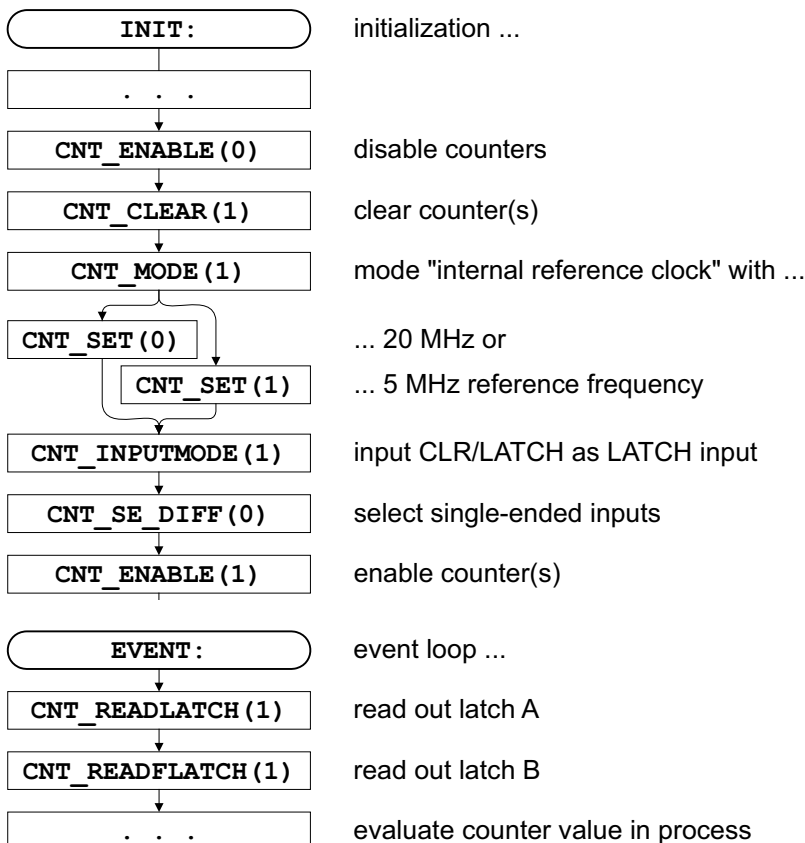 INIT: initialization ...
. . .
CNT_ENABLE(0) disable counters
CNT_CLEAR(1) clear counter(s)
CNT_MODE(1) mode "internal reference clock" with ...
CNT_SET(0) ... 20 MHz or
CNT_SET(1) ... 5 MHz reference frequency
CNT_INPUTMODE(1) input CLR/LATCH as LATCH input
CNT_SE_DIFF(0) select single-ended inputs
CNT_ENABLE(1) enable counter(s)
EVENT: event loop ...
CNT_READLATCH(1) read out latch A
CNT_READFLATCH(1) read out latch B
. . . evaluate counter value in process